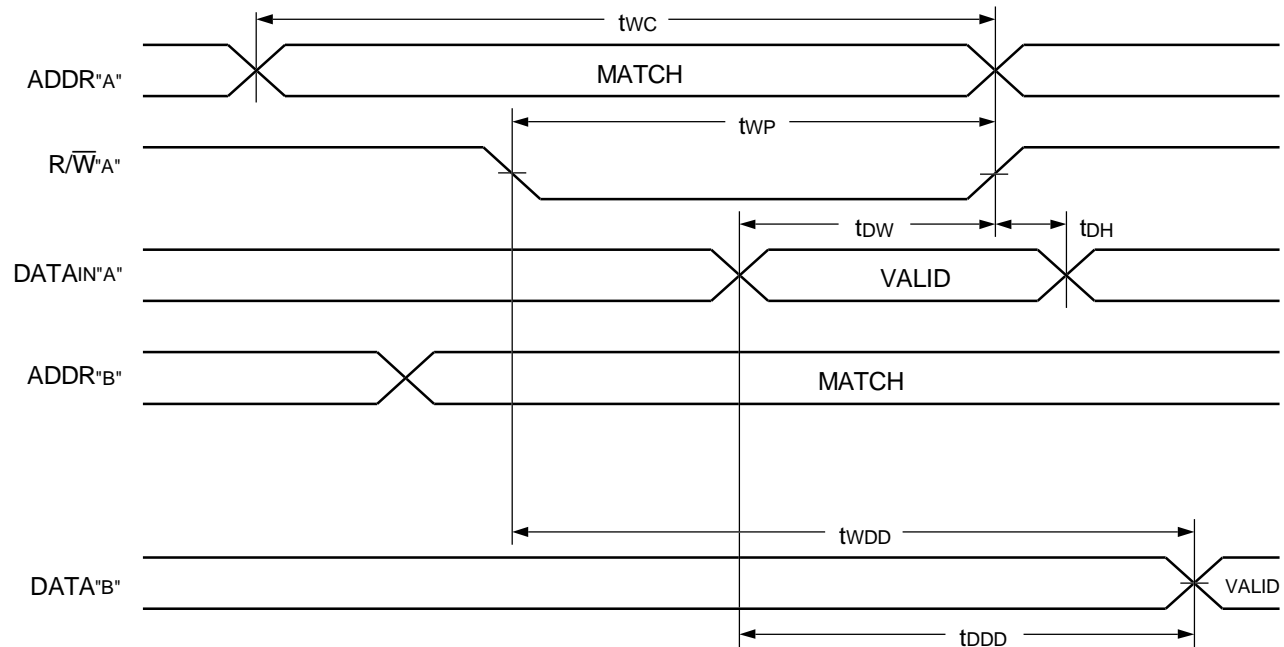 tWC
ADDR"A"
MATCH
tWP
R/W̅"A"
tDW
tDH
DATAIN"A"
VALID
ADDR"B"
MATCH
tWDD
DATA"B"
VALID
tDDD